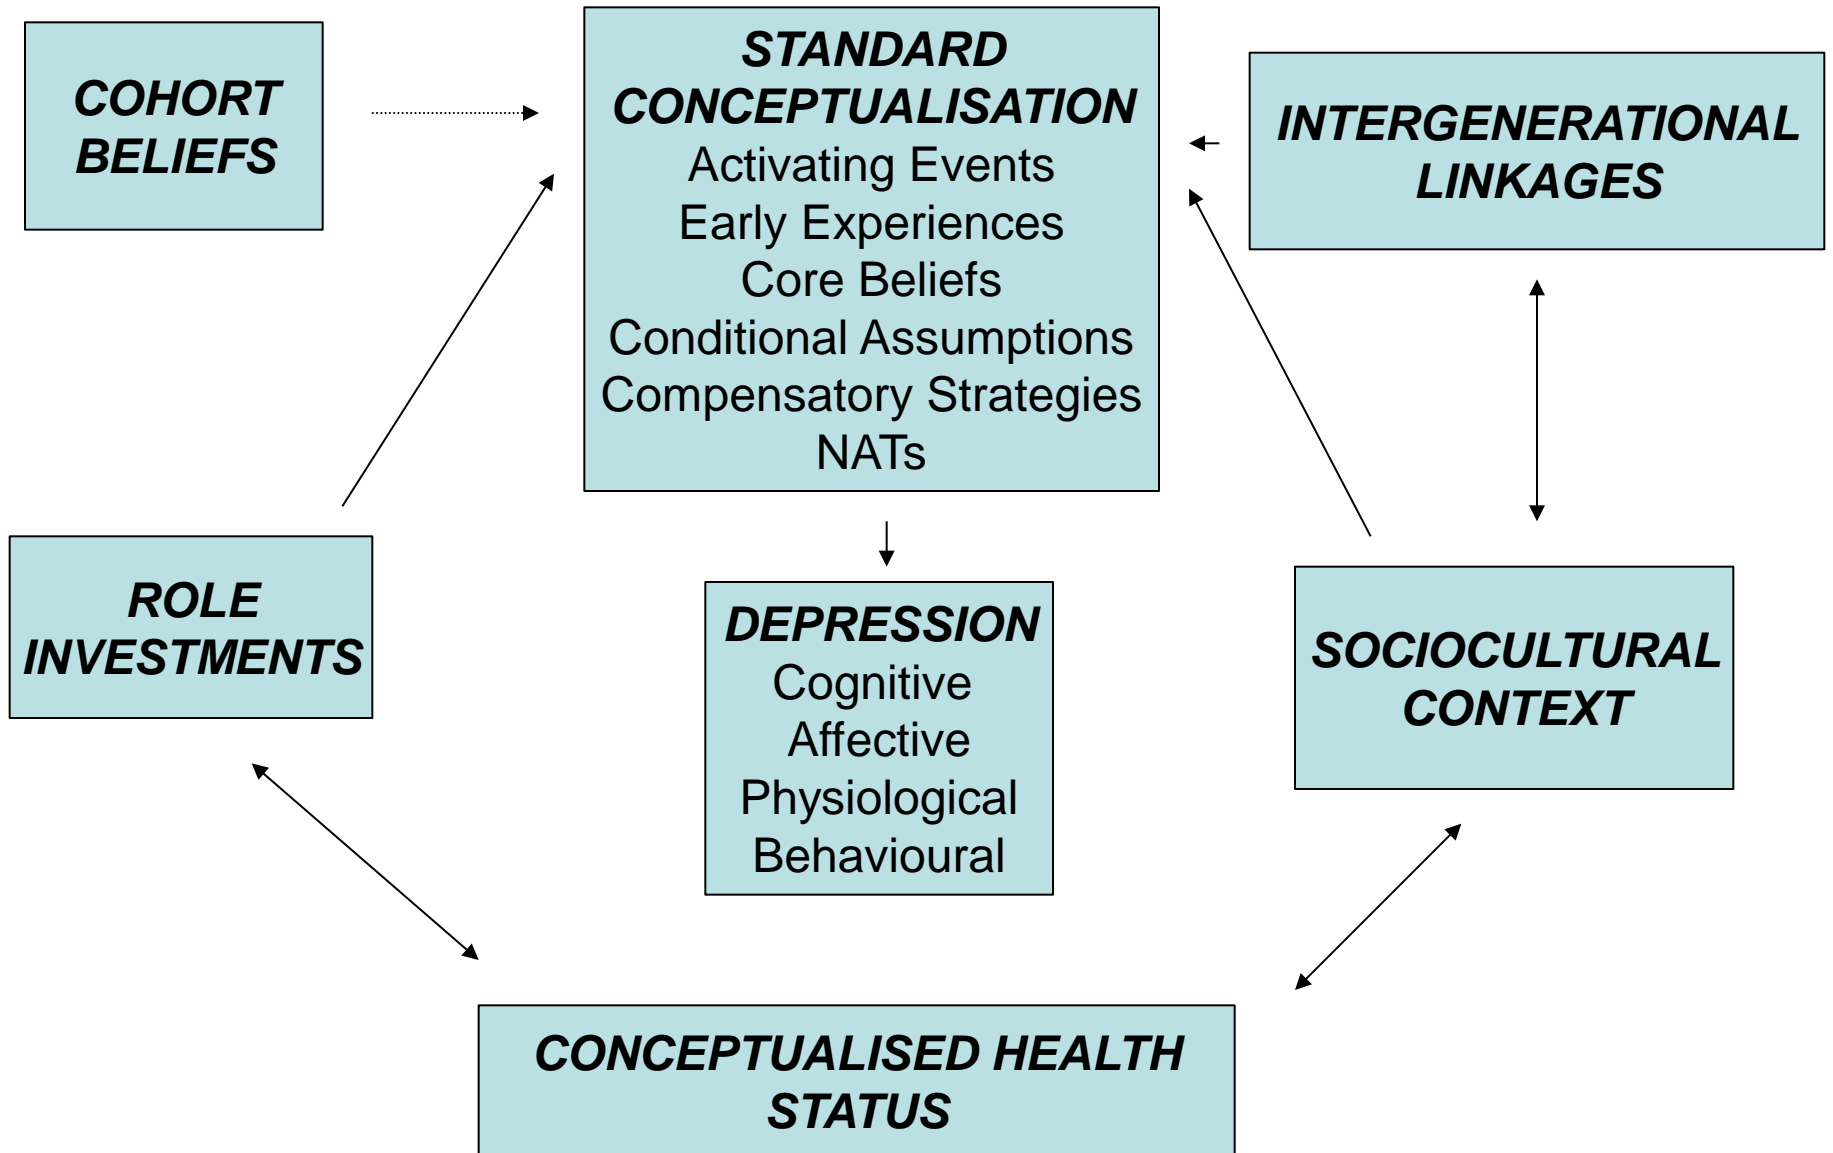 COHORT
BELIEFS
STANDARD
CONCEPTUALISATION
Activating Events
Early Experiences
Core Beliefs
Conditional Assumptions
Compensatory Strategies
NATs
INTERGENERATIONAL
LINKAGES
ROLE
INVESTMENTS
DEPRESSION
Cognitive
Affective
Physiological
Behavioural
SOCIOCULTURAL
CONTEXT
CONCEPTUALISED HEALTH
STATUS